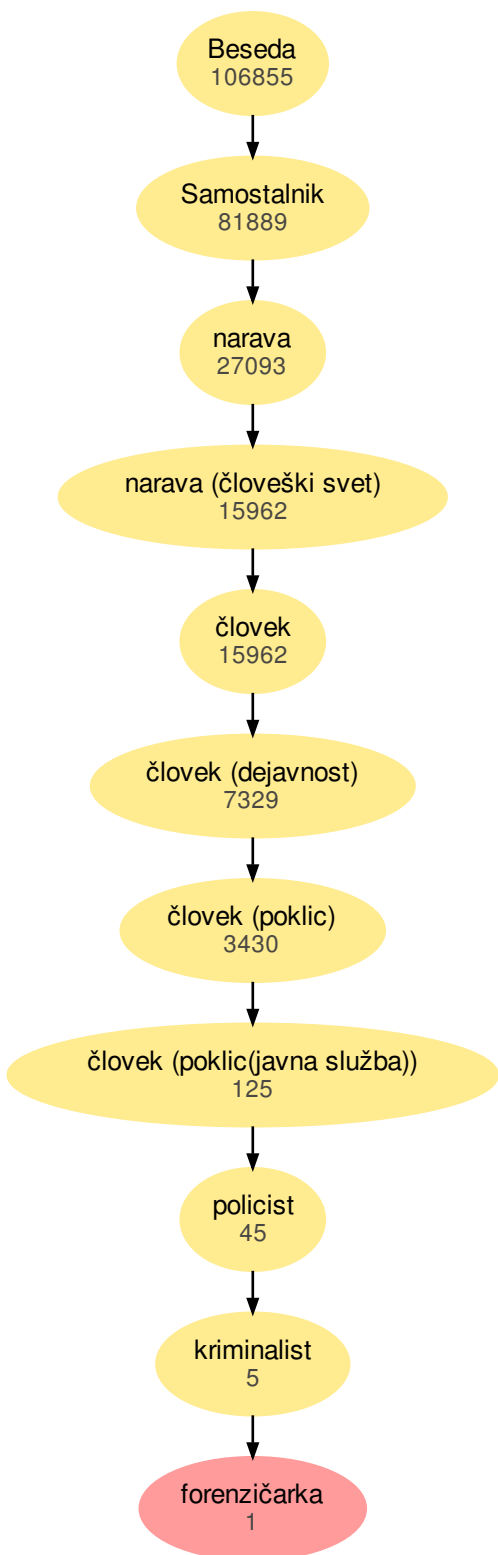 Beseda
106855
Samostalnik
81889
narava
27093
narava (človeški svet)
15962
človek
15962
človek (dejavnost)
7329
človek (poklic)
3430
človek (poklic(javna služba))
125
policist
45
kriminalist
5
forenzičarka
1